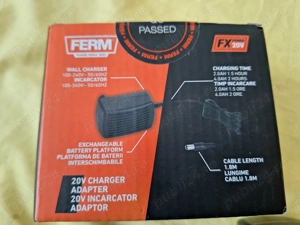 PASSED
FERM
FX POWER
20V
WALL CHARGER
100-240V~ 50/60HZ
INCARCATOR
100-240V~ 50/60HZ
CHARGING TIME
2.0AH 1.5 HOUR
4.0AH 2 HOURS
TIMP INCARCARE
2.0AH 1.5 ORE
4.0AH 2 ORE
EXCHANGEABLE
BATTERY PLATFORM
PLATFORMA DE BATERII
INTERSCHIMBABILE
CABLE LENGTH
1.8M
LUNGIME
CABLU 1.8M
20V CHARGER
ADAPTER
20V INCARCATOR
ADAPTOR